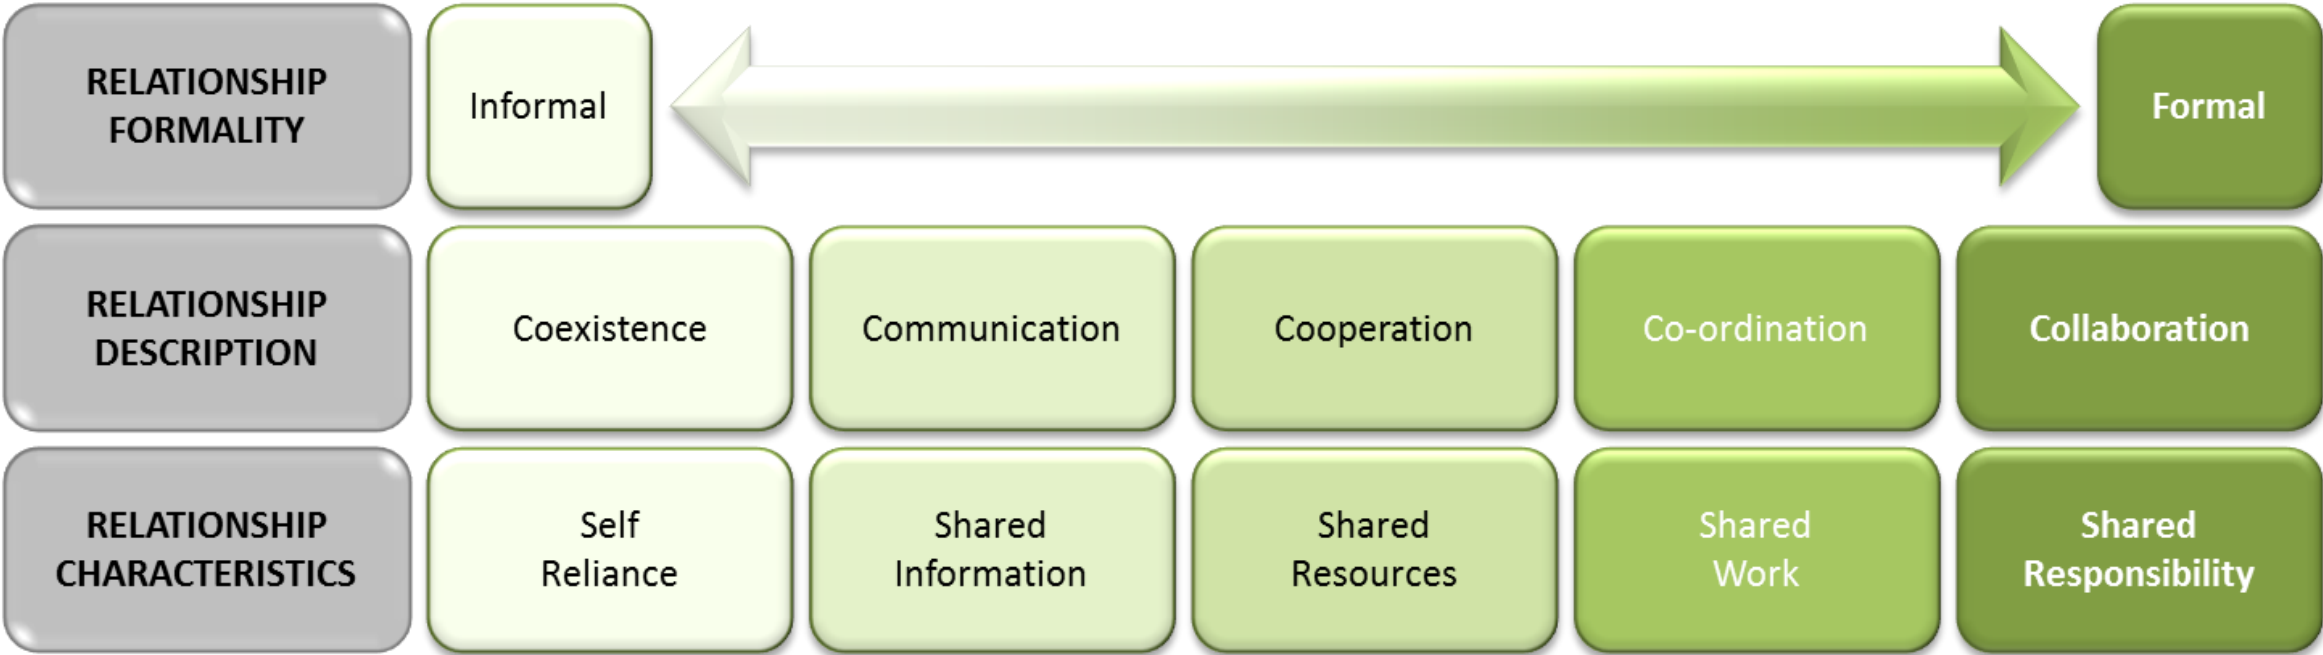 RELATIONSHIP
FORMALITY
Informal
Formal
RELATIONSHIP
DESCRIPTION
Coexistence
Communication
Cooperation
Co-ordination
Collaboration
RELATIONSHIP
CHARACTERISTICS
Self
Reliance
Shared
Information
Shared
Resources
Shared
Work
Shared
Responsibility